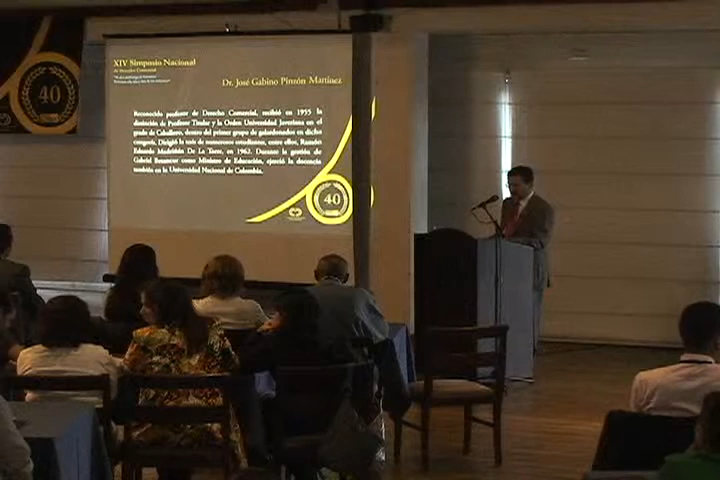 XIV Simposio Nacional
de Derecho Comercial
Dr. José Gabino Pinzón Martínez
Reconocido profesor de Derecho Comercial, recibió en 1955 la
distinción de Profesor Titular y la Orden Universidad Javeriana en el
grado de Caballero, dentro del primer grupo de galardonados en dicha
categoría. Dirigió la tesis de numerosos estudiantes, entre ellos, Ramón
Eduardo Madriñán De La Torre, en 1962. Durante la gestión de
Gabriel Betancur como Ministro de Educación, ejerció la docencia
también en la Universidad Nacional de Colombia.
40
40